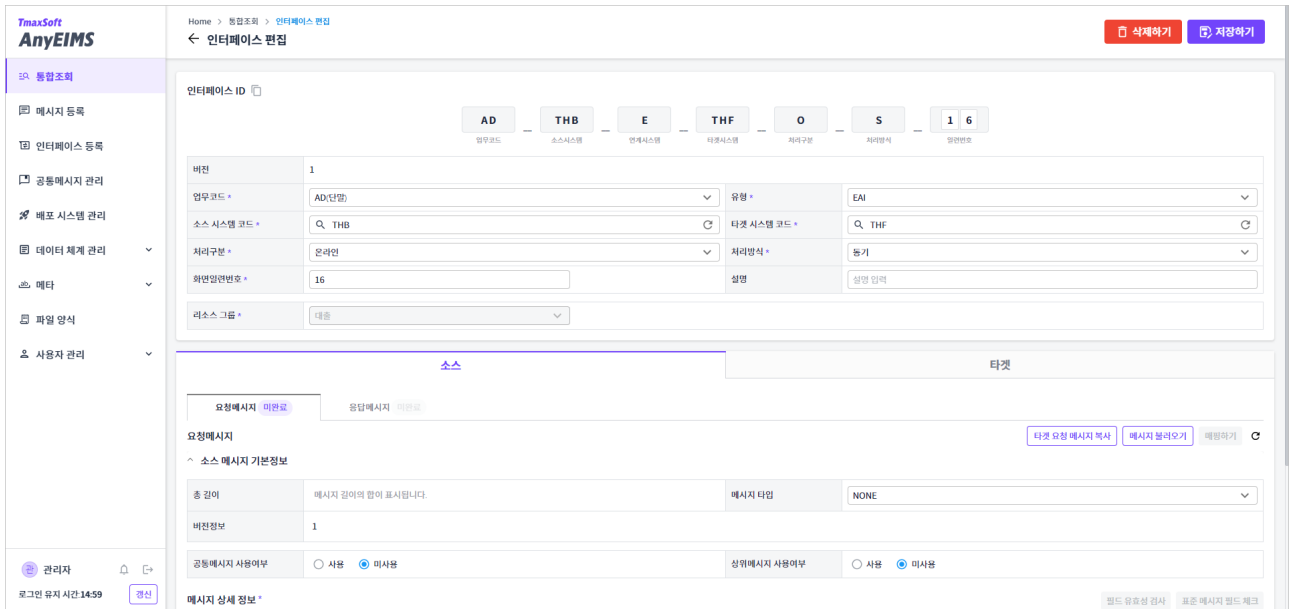 TmaxSoft
AnyEIMS
통합조회
메시지 등록
인터페이스 등록
공통메시지 관리
배포 시스템 관리
데이터 체계 관리
메타
파일 양식
사용자 관리
관 관리자
로그인 유지 시간:14:59 갱신
Home > 통합조회 > 인터페이스 편집
← 인터페이스 편집
삭제하기 저장하기
인터페이스 ID
AD _ THB _ E _ THF _ O _ S _ 1 6
업무코드 소스시스템 연계시스템 타겟시스템 처리구분 처리방식 일련번호
버전 1
업무코드 * AD(단말) 유형 * EAI
소스 시스템 코드 * THB 타겟 시스템 코드 * THF
처리구분 * 온라인 처리방식 * 동기
화면일련번호 * 16 설명 설명 입력
리소스 그룹 * 대출
소스 타겟
요청메시지 미완료 응답메시지 미완료
요청메시지 타겟 요청 메시지 복사 메시지 불러오기 매핑하기
소스 메시지 기본정보
총 길이 메시지 길이의 합이 표시됩니다. 메시지 타입 NONE
버전정보 1
공통메시지 사용여부 사용 미사용 상위메시지 사용여부 사용 미사용
메시지 상세 정보 * 필드 유효성 검사 표준 메시지 필드 체크